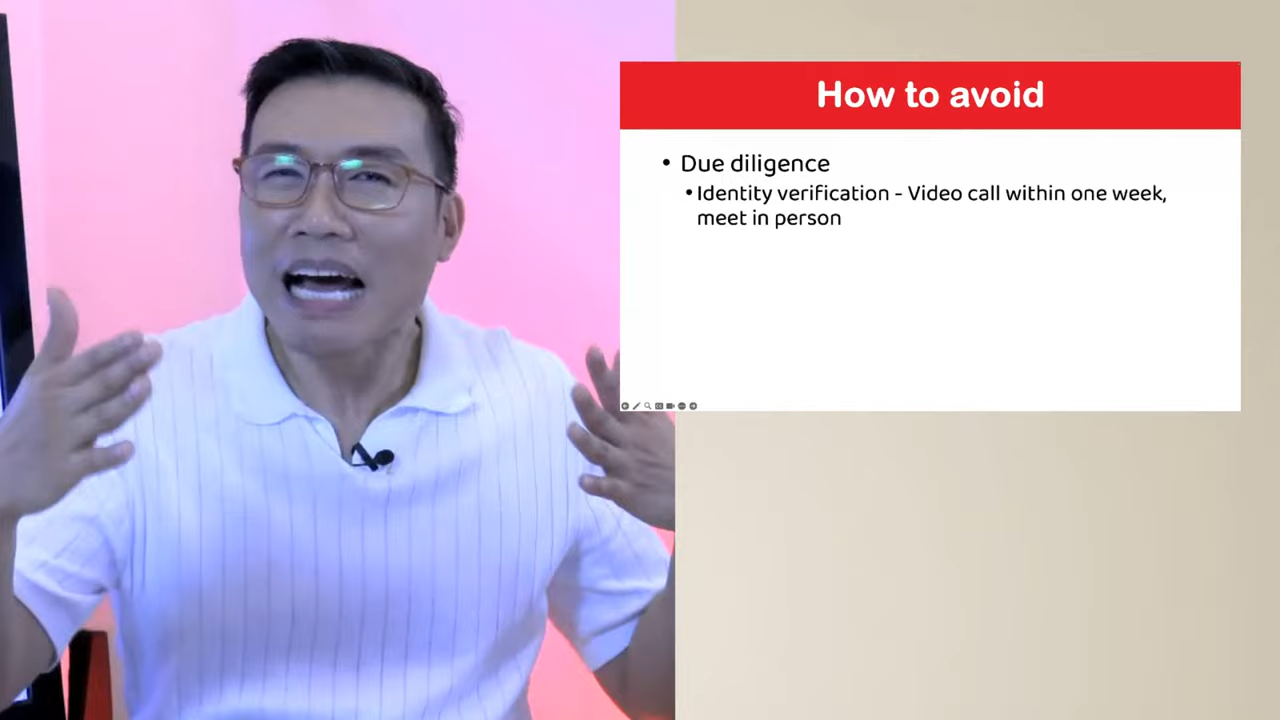 How to avoid
• Due diligence
• Identity verification - Video call within one week,
meet in person